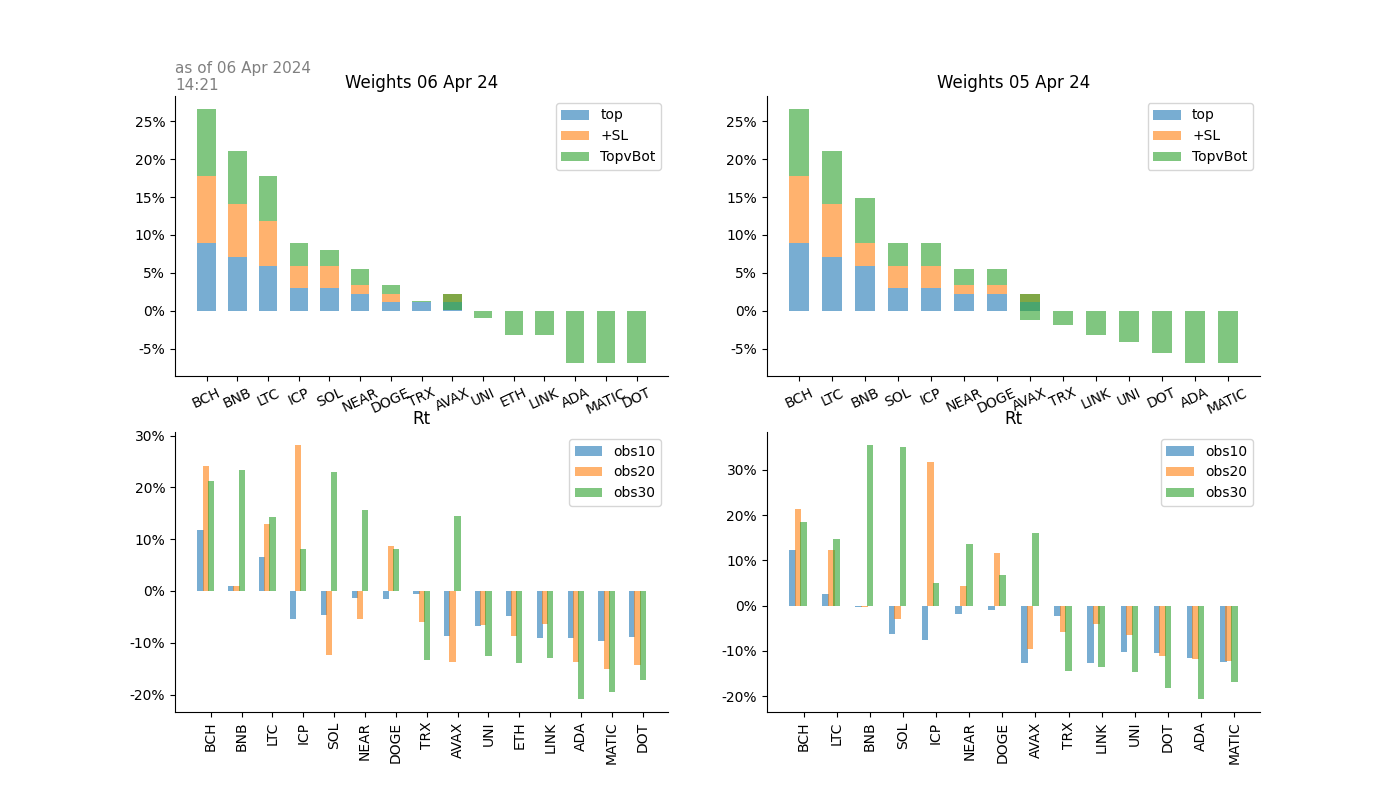 as of 06 Apr 2024
14:21
Weights 06 Apr 24
25%
20%
15%
10%
5%
0%
-5%
top
+SL
TopvBot
BCH BNB LTC ICP SOL NEAR DOGE TRX AVAX UNI ETH LINK ADA MATIC DOT
Weights 05 Apr 24
25%
20%
15%
10%
5%
0%
-5%
top
+SL
TopvBot
BCH LTC BNB SOL ICP NEAR DOGE AVAX TRX LINK UNI DOT ADA MATIC
Rt
30%
20%
10%
0%
-10%
-20%
obs10
obs20
obs30
BCH BNB LTC ICP SOL NEAR DOGE TRX AVAX UNI ETH LINK ADA MATIC DOT
Rt
30%
20%
10%
0%
-10%
-20%
obs10
obs20
obs30
BCH LTC BNB SOL ICP NEAR DOGE AVAX TRX LINK UNI DOT ADA MATIC